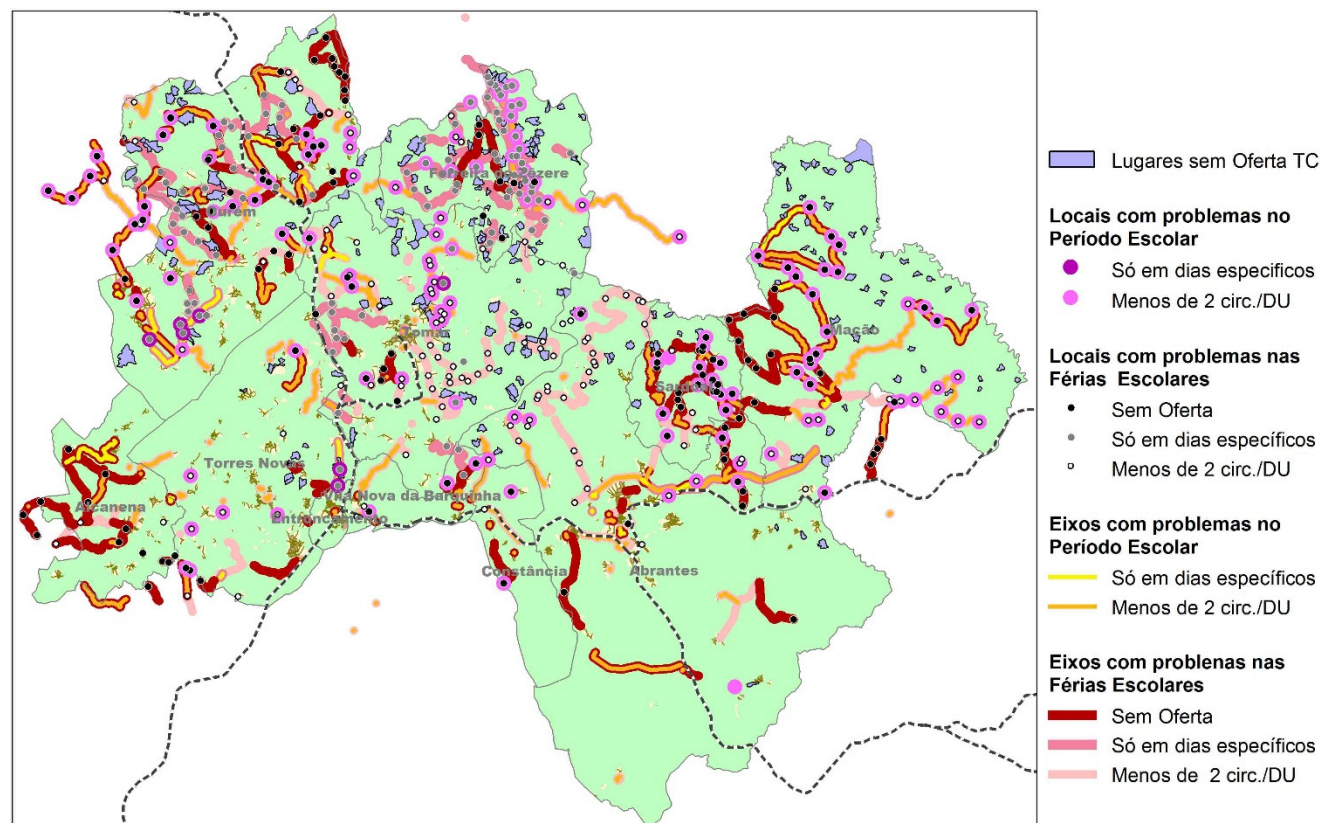 Ferreira do Zêzere
Ourém
Tomar
Mação
Sardoal
Torres Novas
Vila Nova da Barquinha
Alcanena
Entroncamento
Constância
Abrantes
Lugares sem Oferta TC
Locais com problemas no
Período Escolar
Só em dias especificos
Menos de 2 circ./DU
Locais com problemas nas
Férias Escolares
Sem Oferta
Só em dias específicos
Menos de 2 circ./DU
Eixos com problemas no
Período Escolar
Só em dias específicos
Menos de 2 circ./DU
Eixos com problenas nas
Férias Escolares
Sem Oferta
Só em dias específicos
Menos de 2 circ./DU